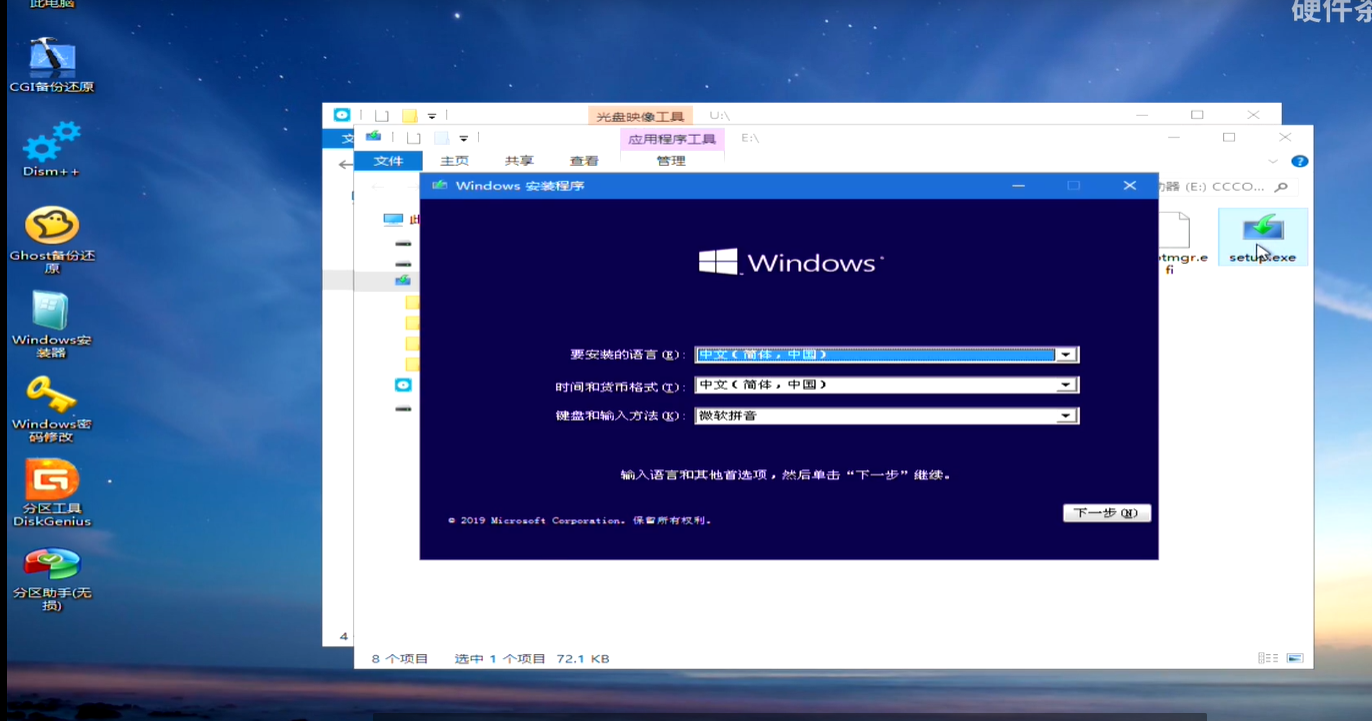 此电脑
硬件茶
CGI备份还原
Dism++
Ghost备份还
原
Windows安
装器
Windows密
码修改
分区工具
DiskGenius
分区助手(无
损)
光盘映像工具
U:\
应用程序工具
E:\
文件
主页
共享
查看
管理
(E:) CCCO...
Windows 安装程序
Windows
要安装的语言(E):
中文(简体，中国)
时间和货币格式(T):
中文(简体，中国)
键盘和输入方法(K):
微软拼音
输入语言和其他首选项，然后单击“下一步”继续。
© 2019 Microsoft Corporation. 保留所有权利。
下一步(N)
tmgr.e
fi
setup.exe
4
8 个项目
选中 1 个项目
72.1 KB